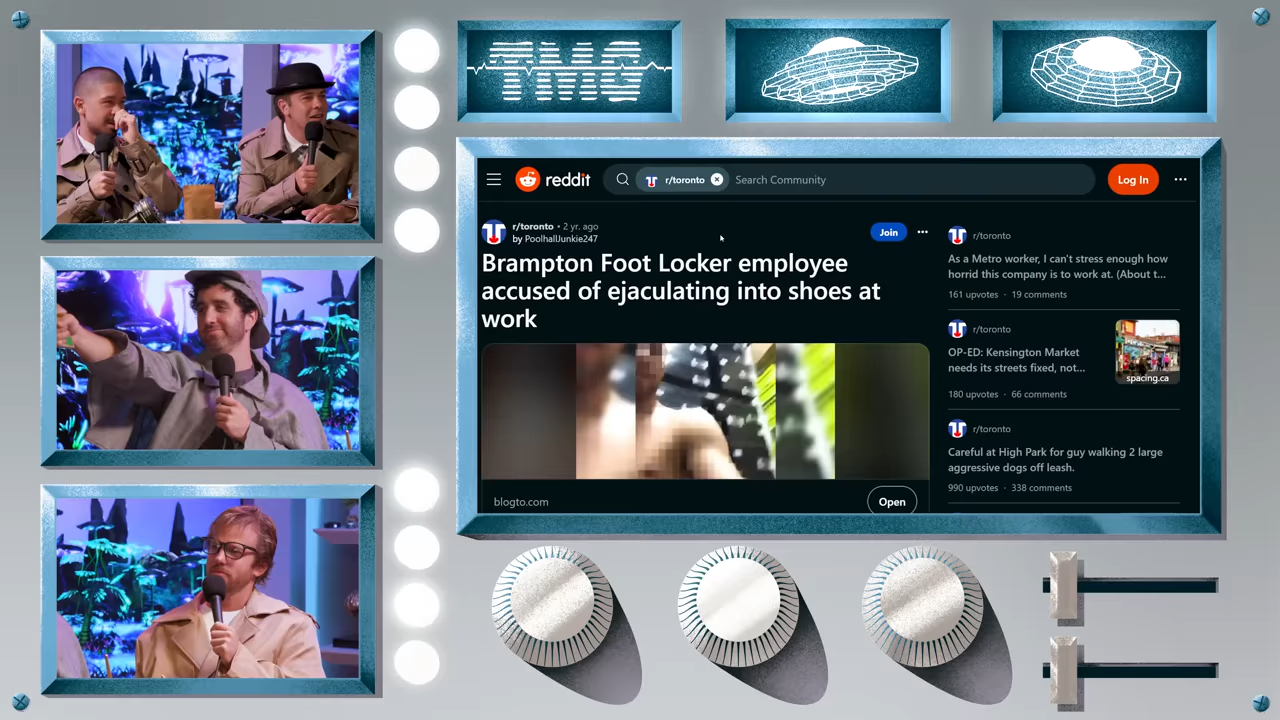 TMG
reddit
r/toronto
Search Community
Log In
r/toronto • 2 yr. ago
by PoolhallJunkie247
Join
Brampton Foot Locker employee
accused of ejaculating into shoes at
work
blogto.com
Open
r/toronto
As a Metro worker, I can't stress enough how
horrid this company is to work at. (About t...
161 upvotes · 19 comments
r/toronto
OP-ED: Kensington Market
needs its streets fixed, not...
spacing.ca
180 upvotes · 66 comments
r/toronto
Careful at High Park for guy walking 2 large
aggressive dogs off leash.
990 upvotes · 338 comments